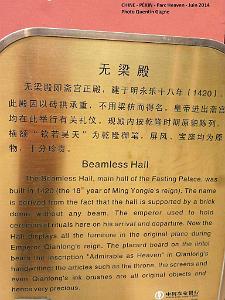 CHINE - PÉKIN - Parc Heaven - Juin 2014
Photo Quentin Gagne
无梁殿
无梁殿即斋宫正殿，建于明永乐十八年（1420），
此殿因以砖拱承重，不用梁枋而得名。皇帝进出斋宫
均在此举行有关礼仪。现殿内按乾隆时期原貌陈列，
横额“钦若昊天”为乾隆御笔，屏风、宝座均为原
物，十分珍贵。
Beamless Hall
The Beamless Hall, main hall of the Fasting Palace, was
built in 1420 (the 18th year of Ming Yongle's reign). The name
is derived from the fact that the hall is supported by a brick
dome without any beam. The emperor used to hold
ceremonial rituals here on his arrival and departure. Now the
Hall displays all the furniture in the original place during
Emperor Qianlong's reign. The placard board on the lintel
bears the inscription "Admirable as Heaven" in Qianlong's
handwriting; the articles such as the throne, the screens and
even Qianlong's ink brushes are all original objects and
hence very precious.